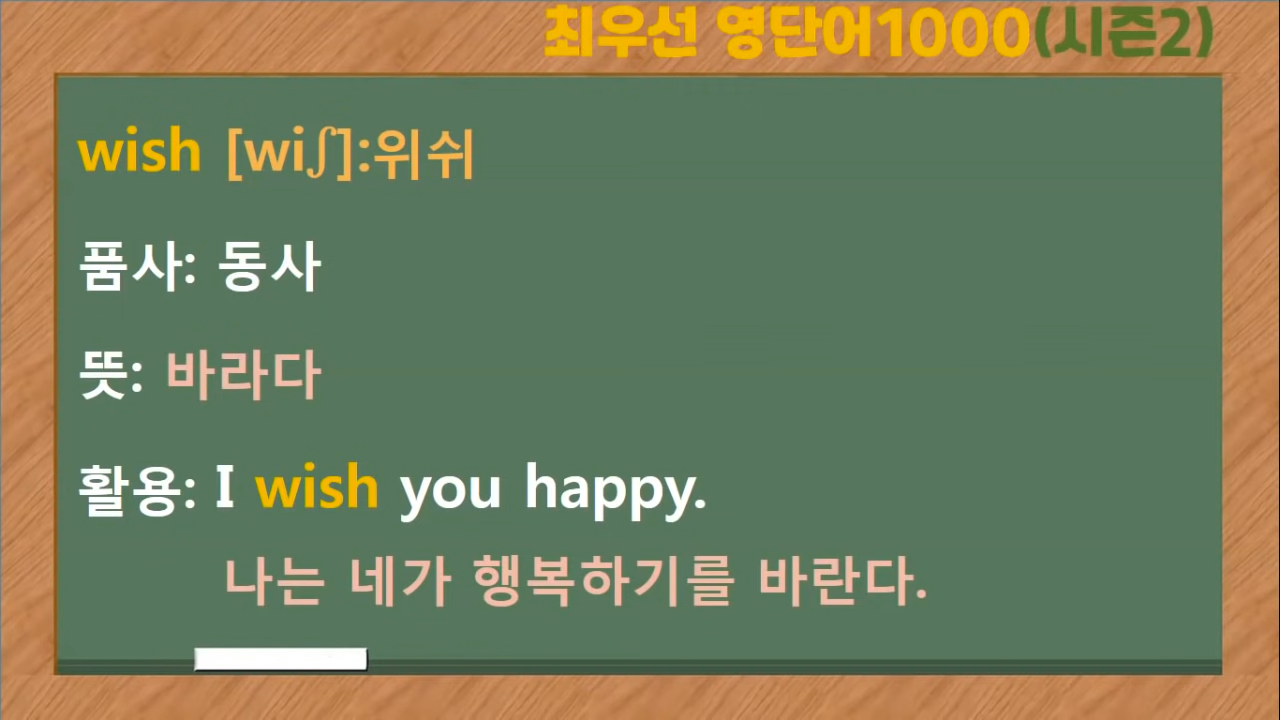 최우선 영단어1000(시즌2)
wish [wiʃ]:위쉬
품사: 동사
뜻: 바라다
활용: I wish you happy.
나는 네가 행복하기를 바란다.